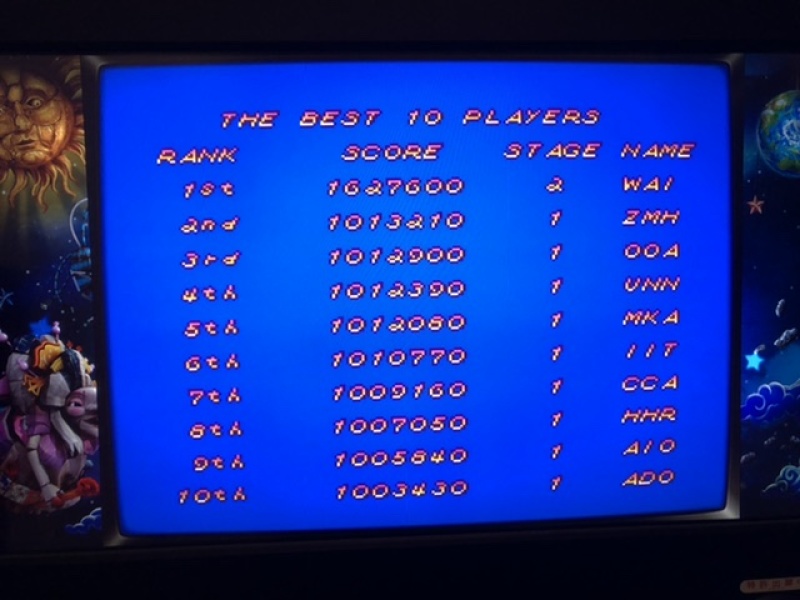 THE BEST 10 PLAYERS
RANK SCORE STAGE NAME
1st 1627600 2 WAI
2nd 1013210 1 ZMH
3rd 1012900 1 OOA
4th 1012390 1 UNN
5th 1012080 1 MKA
6th 1010770 1 IIT
7th 1009160 1 CCA
8th 1007050 1 HHR
9th 1005840 1 AIO
10th 1003430 1 ADO